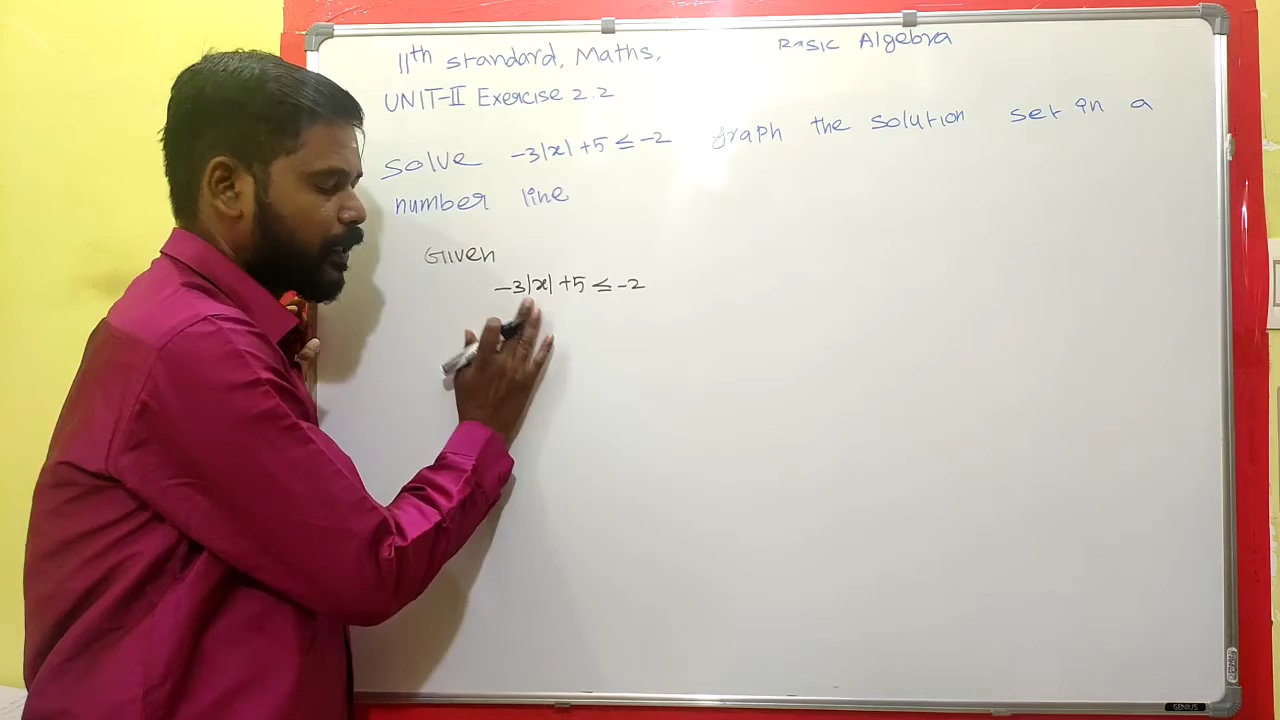 11th standard, Maths, Basic Algebra
UNIT-II Exercise 2.2
Solve -3|x| +5 ≤ -2 graph the solution set in a
number line
Given
-3|x| +5 ≤ -2
GENIUS